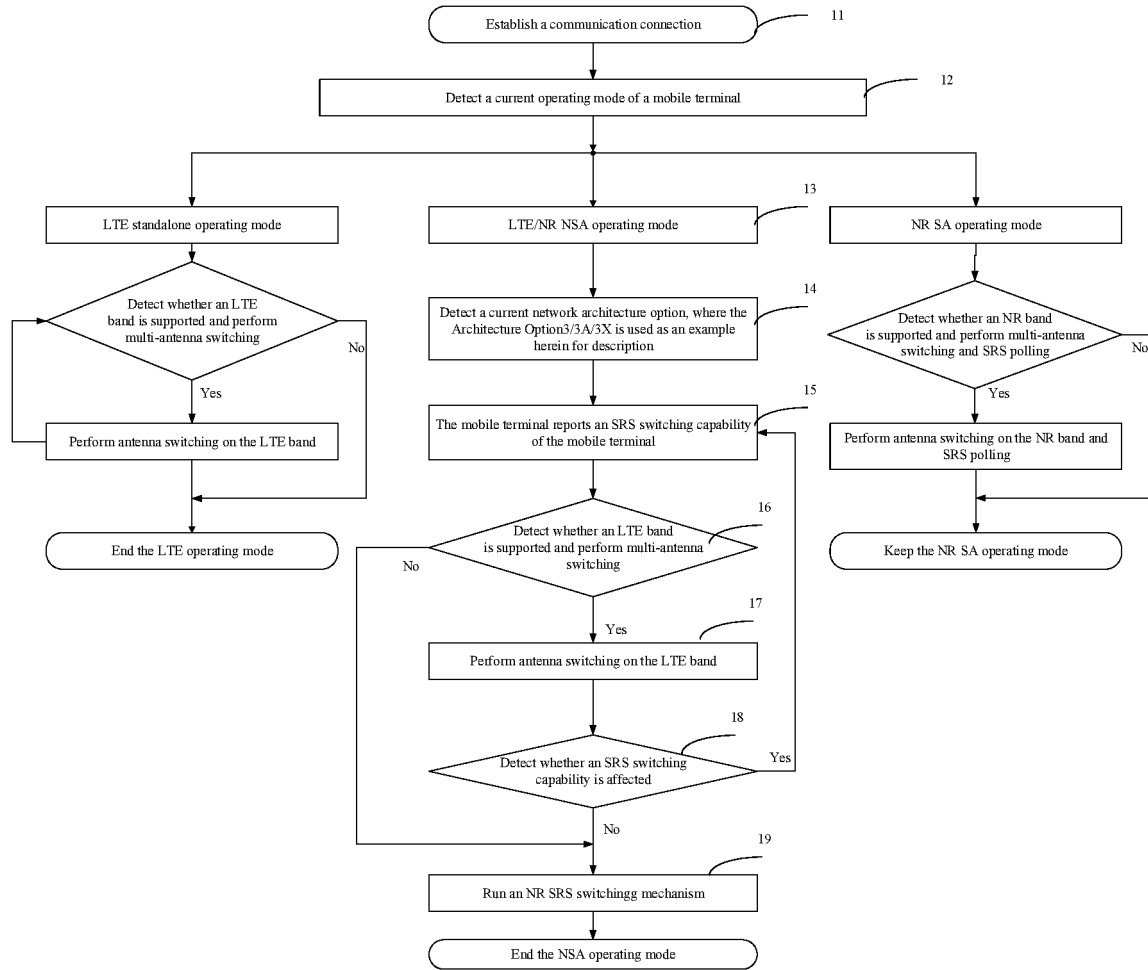 Establish a communication connection
11
Detect a current operating mode of a mobile terminal
12
LTE standalone operating mode
Detect whether an LTE
band is supported and perform
multi-antenna switching
No
Yes
Perform antenna switching on the LTE band
End the LTE operating mode
LTE/NR NSA operating mode
13
Detect a current network architecture option, where the
Architecture Option3/3A/3X is used as an example
herein for description
14
The mobile terminal reports an SRS switching capability
of the mobile terminal
15
Detect whether an LTE band
is supported and perform multi-antenna
switching
16
No
Yes
Perform antenna switching on the LTE band
17
Detect whether an SRS switching
capability is affected
18
Yes
No
Run an NR SRS switchingg mechanism
19
End the NSA operating mode
NR SA operating mode
Detect whether an NR band
is supported and perform multi-antenna
switching and SRS polling
No
Yes
Perform antenna switching on the NR band and
SRS polling
Keep the NR SA operating mode